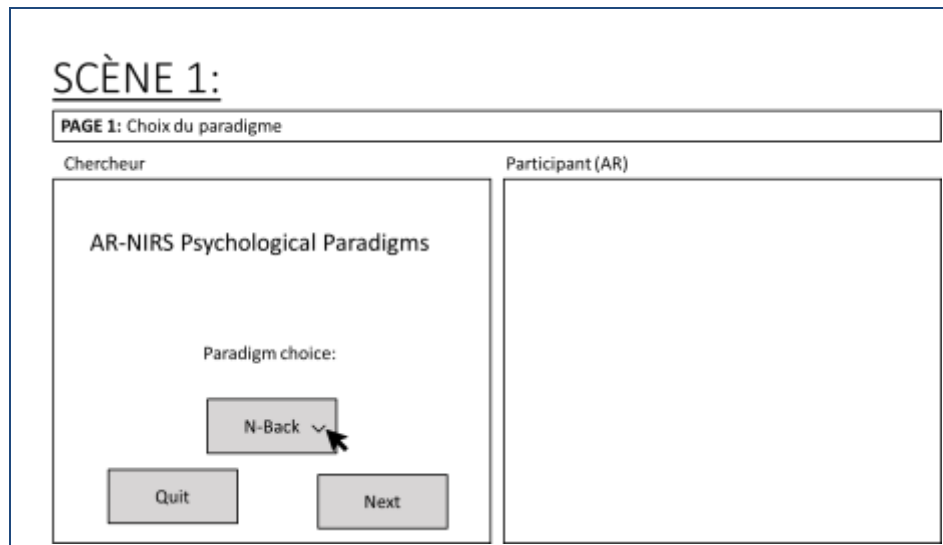 SCÈNE 1:
PAGE 1: Choix du paradigme
Chercheur
Participant (AR)
AR-NIRS Psychological Paradigms
Paradigm choice:
N-Back
Quit
Next